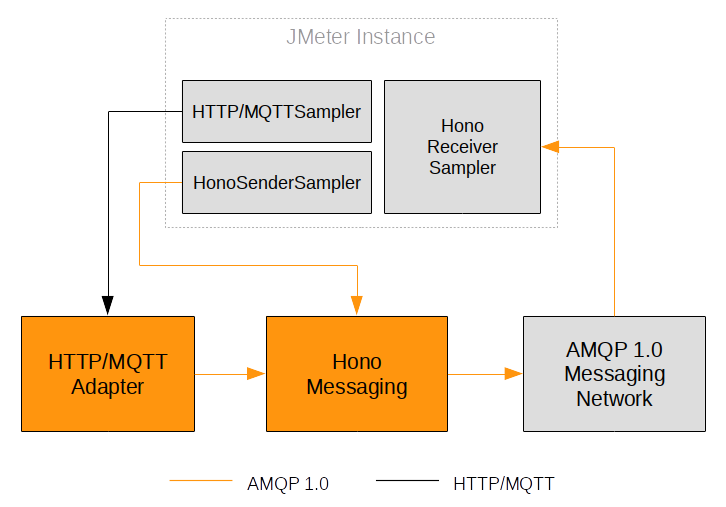 JMeter Instance
HTTP/MQTTSampler
HonoSenderSampler
Hono
Receiver
Sampler
HTTP/MQTT
Adapter
Hono
Messaging
AMQP 1.0
Messaging
Network
AMQP 1.0
HTTP/MQTT